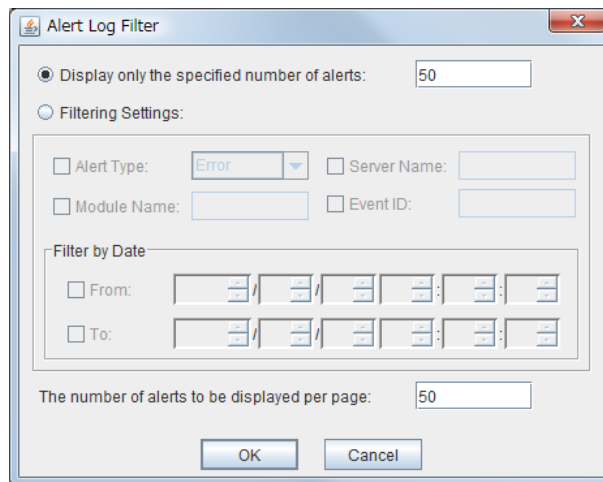 Alert Log Filter
Display only the specified number of alerts: 50
Filtering Settings:
Alert Type: Error Server Name:
Module Name: Event ID:
Filter by Date
From: / / : :
To: / / : :
The number of alerts to be displayed per page: 50
OK Cancel